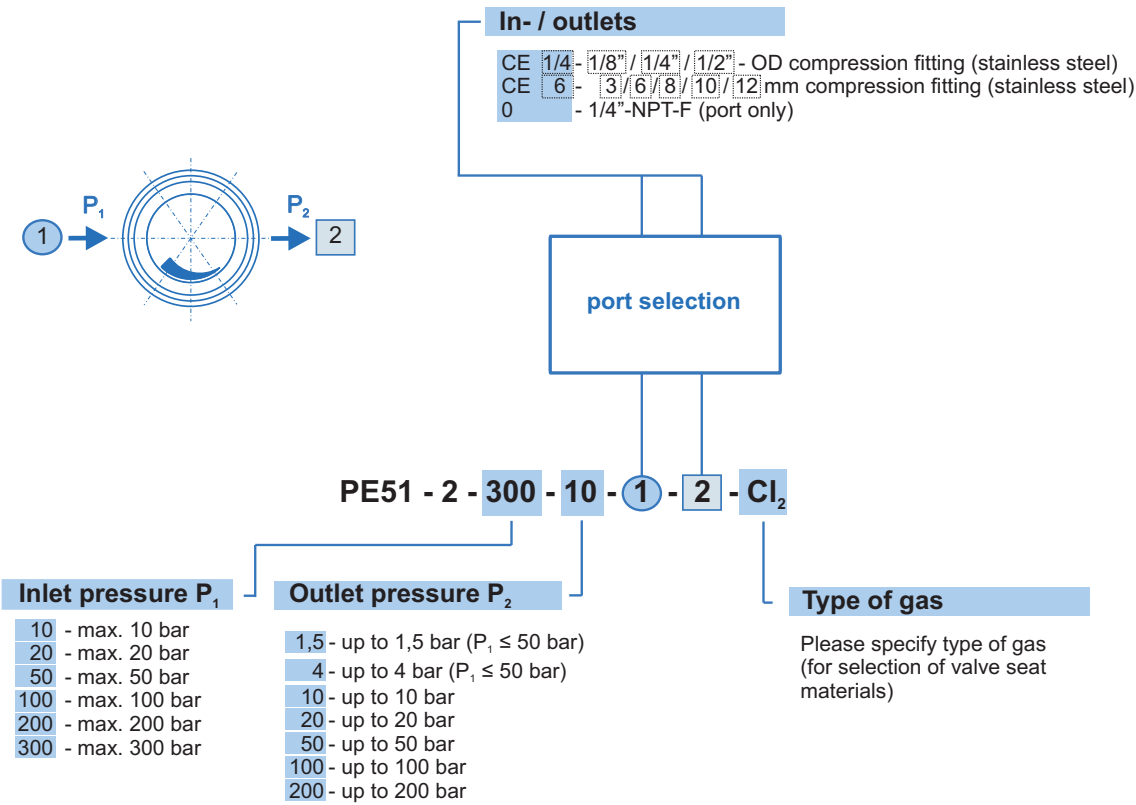 In- / outlets
CE 1/4 - 1/8” / 1/4” / 1/2” - OD compression fitting (stainless steel)
CE 6 - 3/6/8/10/12 mm compression fitting (stainless steel)
0 - 1/4”-NPT-F (port only)
P₁
P₂
1
2
port selection
PE51 - 2 - 300 - 10 - 1 - 2 - Cl₂
Inlet pressure P₁
10 - max. 10 bar
20 - max. 20 bar
50 - max. 50 bar
100 - max. 100 bar
200 - max. 200 bar
300 - max. 300 bar
Outlet pressure P₂
1,5 - up to 1,5 bar (P₁ ≤ 50 bar)
4 - up to 4 bar (P₁ ≤ 50 bar)
10 - up to 10 bar
20 - up to 20 bar
50 - up to 50 bar
100 - up to 100 bar
200 - up to 200 bar
Type of gas
Please specify type of gas
(for selection of valve seat
materials)